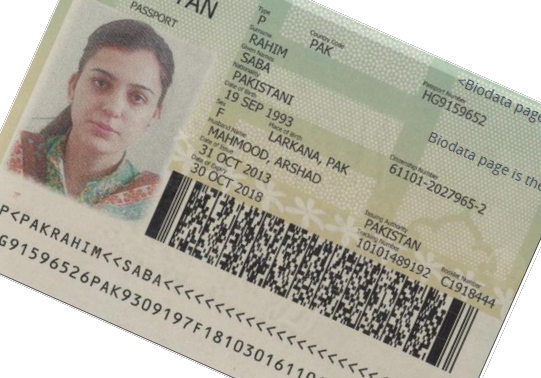 TAN
PASSPORT
Type
P
Country Code
PAK
Passport Number
HG9159652
Surname
RAHIM
Given Names
SABA
Nationality
PAKISTANI
Date of Birth
19 SEP 1993
Citizenship Number
61101-2027965-2
Sex
F
Place of Birth
LARKANA, PAK
Husband Name
MAHMOOD, ARSHAD
Date of Issue
31 OCT 2013
Date of Expiry
30 OCT 2018
Issuing Authority
PAKISTAN
Tracking Number
10101489192
Booklet Number
C1918444
<Biodata page
Biodata page is the
P<PAKRAHIM<<SABA<<<<<<<<<<<<<<<<<<<<
G91596526PAK9309197F18103016110